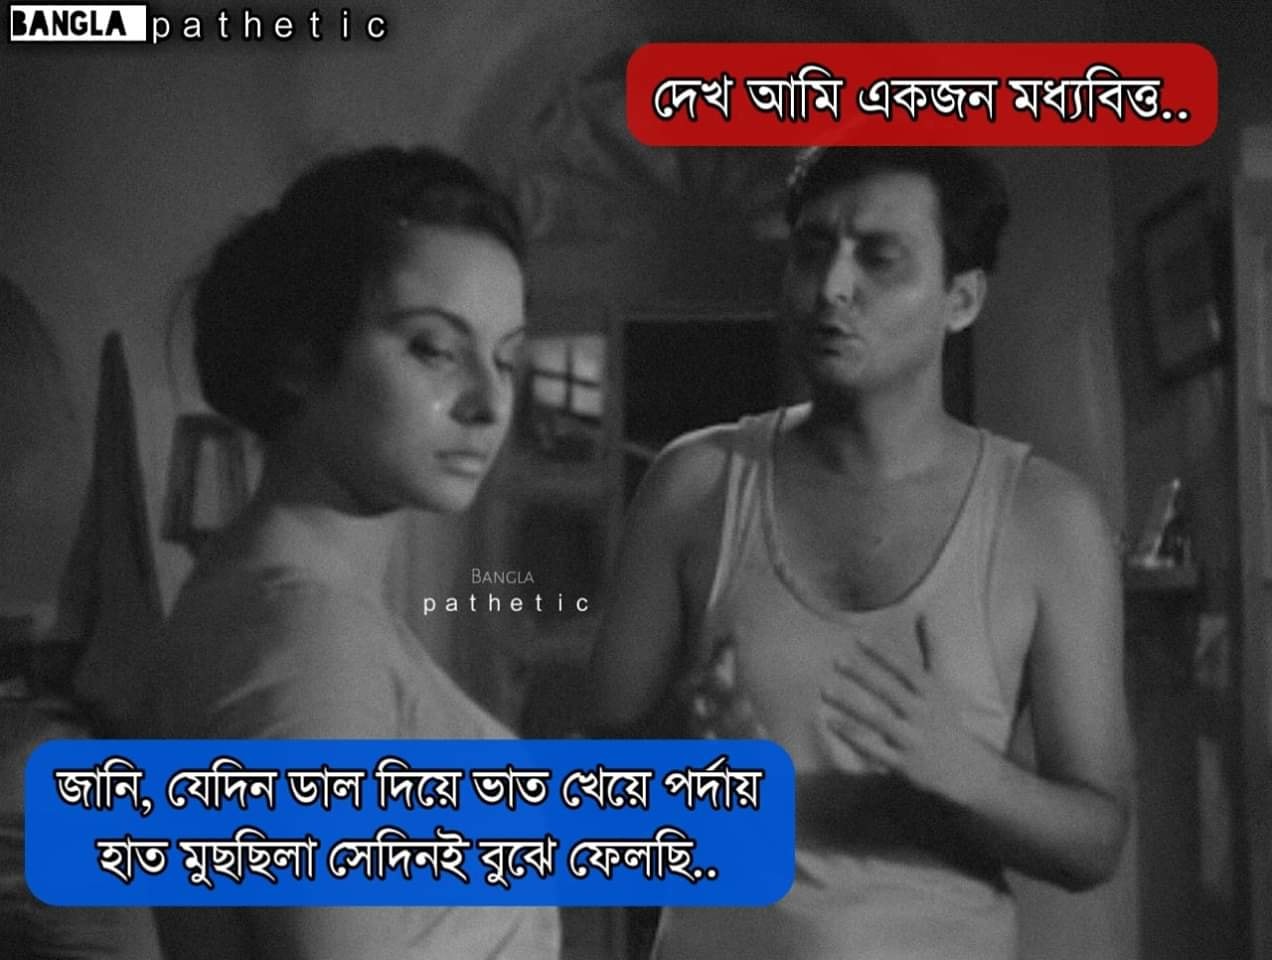 BANGLA pathetic
দেখ আমি একজন মধ্যবিত্ত..
BANGLA
pathetic
জানি, যেদিন ডাল দিয়ে ভাত খেয়ে পর্দায়
হাত মুছছিলা সেদিনই বুঝে ফেলছি..